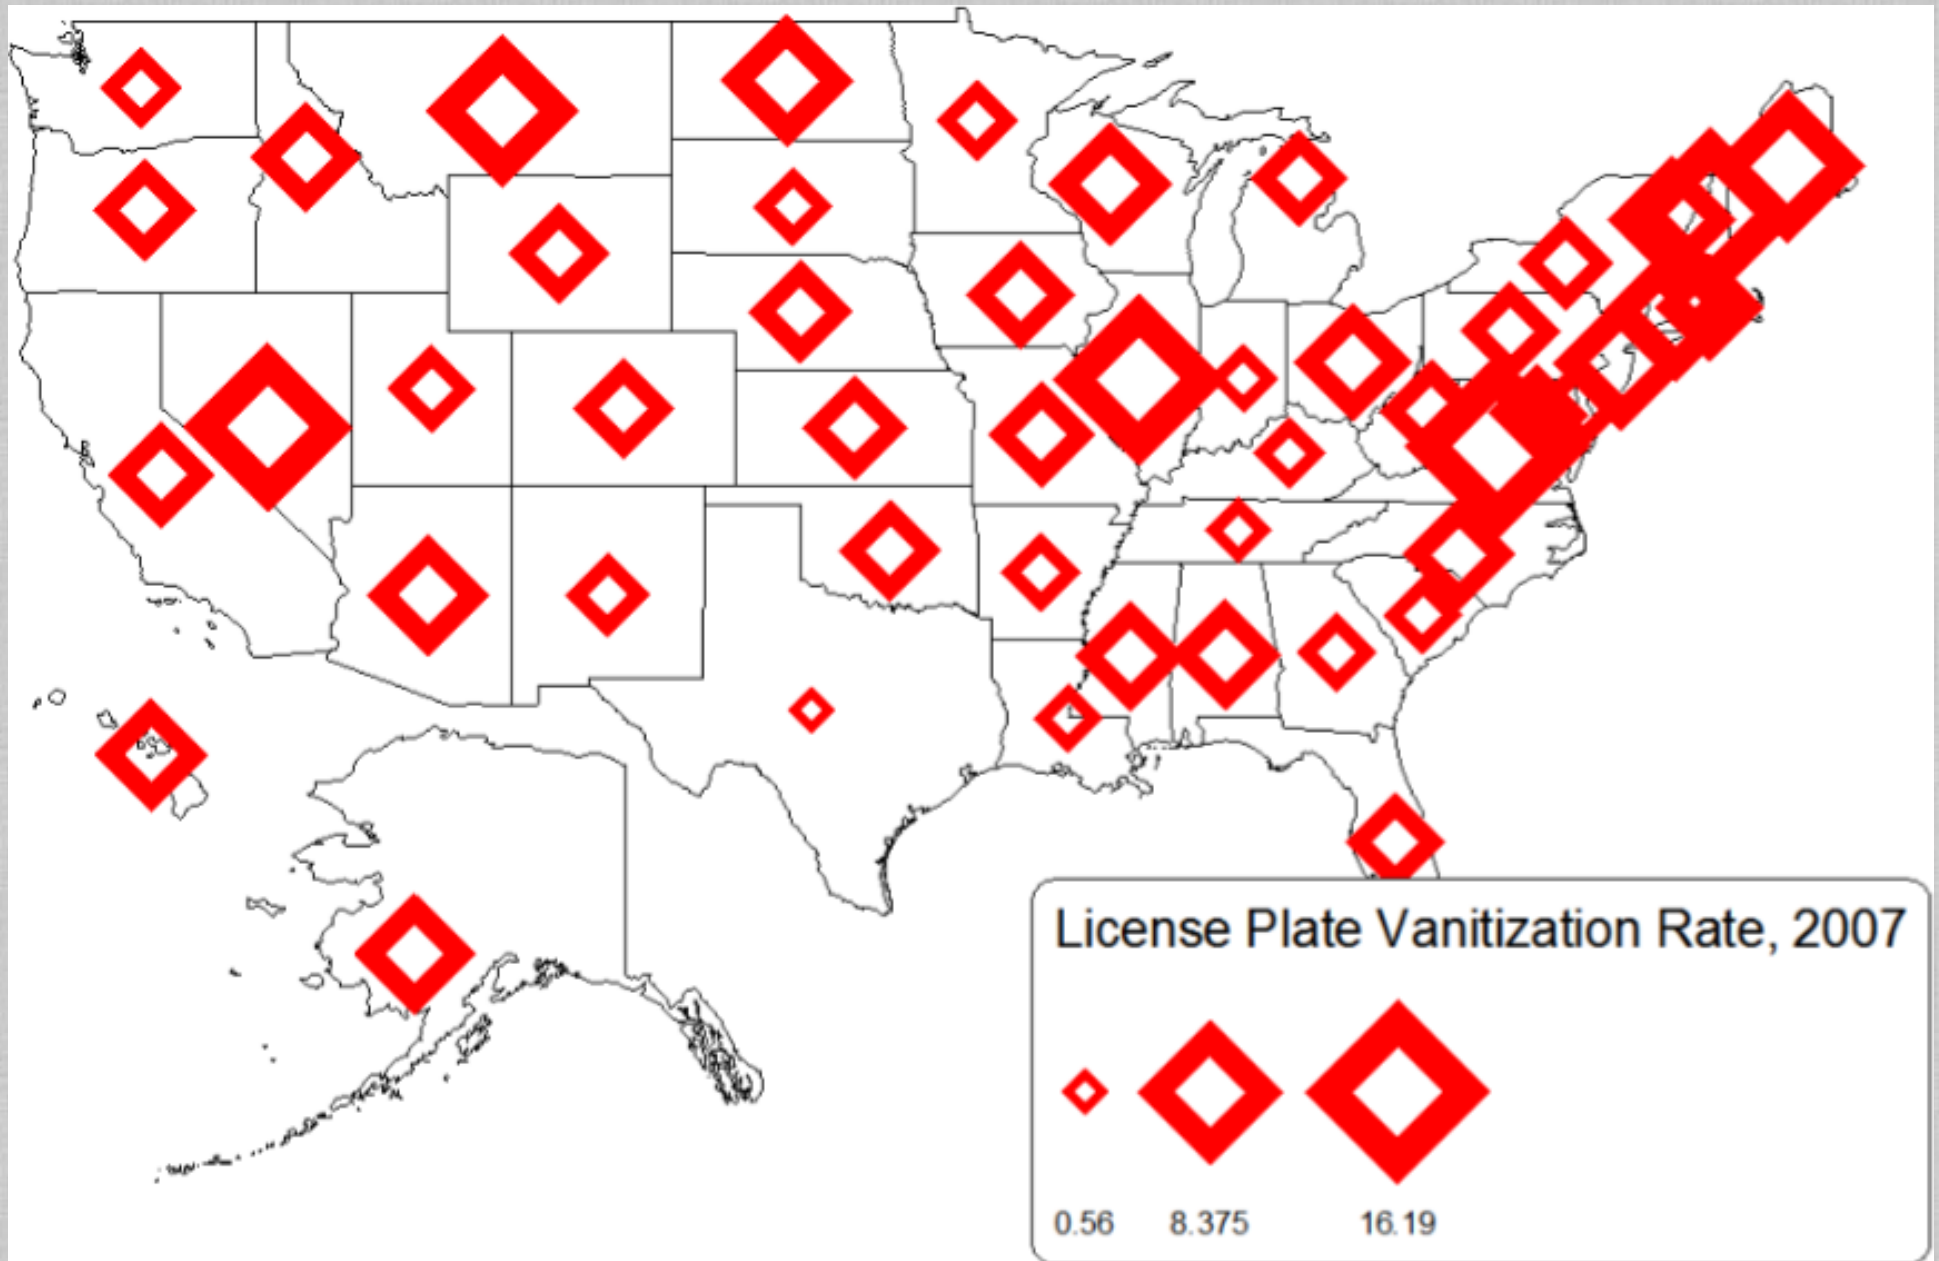 License Plate Vanitization Rate, 2007
0.56 8.375 16.19